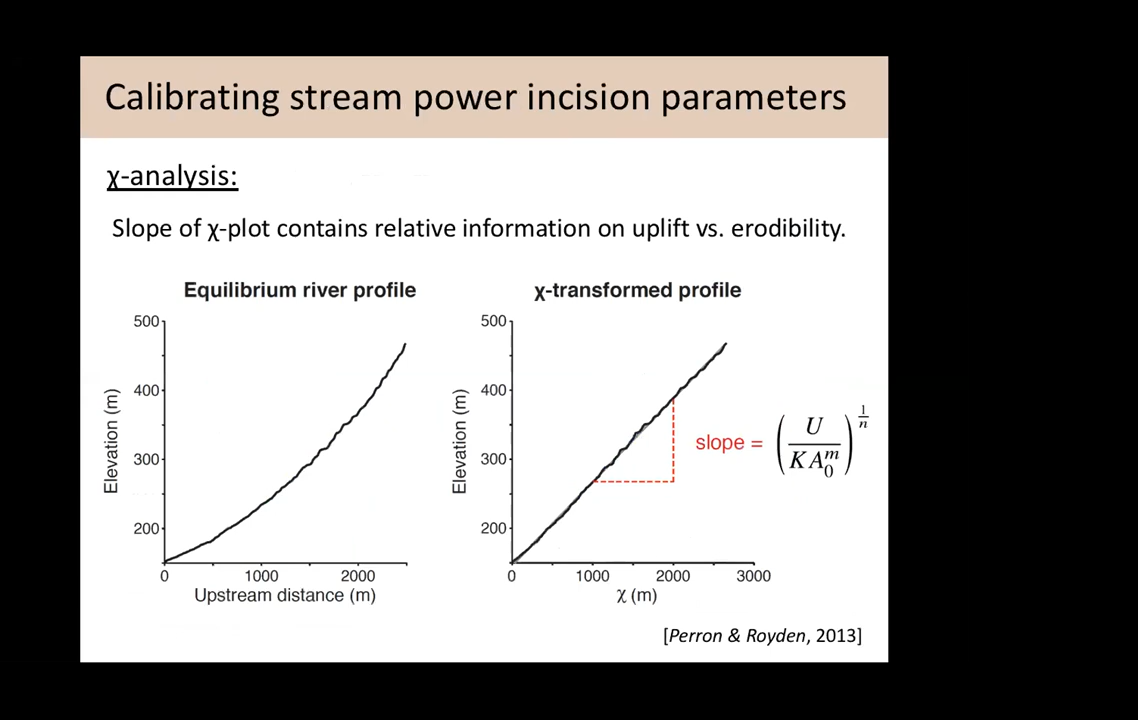 Calibrating stream power incision parameters
χ-analysis:
Slope of χ-plot contains relative information on uplift vs. erodibility.
Equilibrium river profile
500
400
300
200
Elevation (m)
0 1000 2000
Upstream distance (m)
χ-transformed profile
500
400
300
200
Elevation (m)
0 1000 2000 3000
χ (m)
slope = (U / K A₀ᵐ)^(1/n)
[Perron & Royden, 2013]